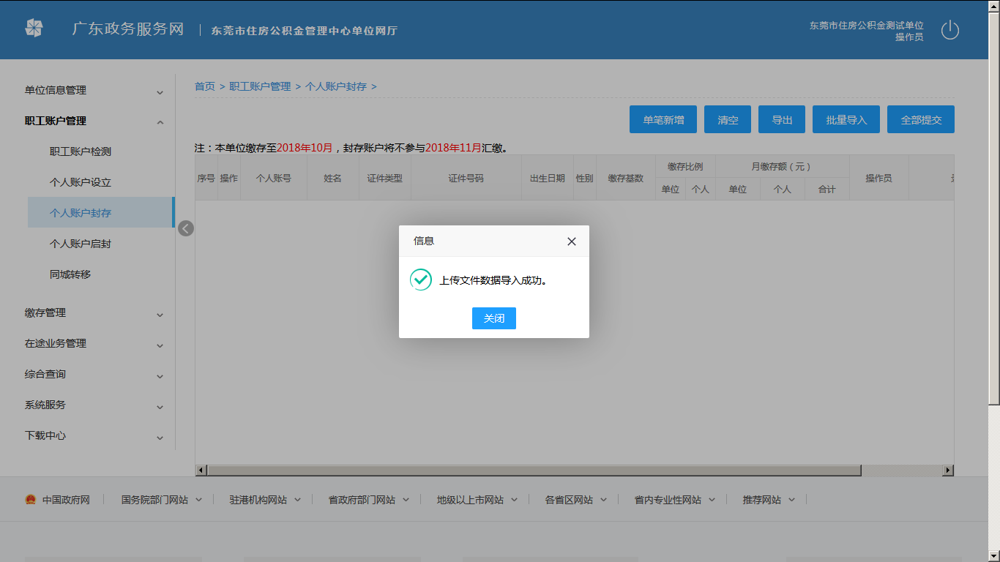 广东政务服务网 | 东莞市住房公积金管理中心单位网厅
东莞市住房公积金测试单位
操作员
单位信息管理
职工账户管理
职工账户检测
个人账户设立
个人账户封存
个人账户启封
同城转移
缴存管理
在途业务管理
综合查询
系统服务
下载中心
首页 > 职工账户管理 > 个人账户封存 >
单笔新增 清空 导出 批量导入 全部提交
注：本单位缴存至2018年10月，封存账户将不参与2018年11月汇缴。
序号 操作 个人账号 姓名 证件类型 证件号码 出生日期 性别 缴存基数 缴存比例 月缴存额（元） 操作员
单位 个人 单位 个人 合计
信息
上传文件数据导入成功。
关闭
中国政府网 国务院部门网站 驻港机构网站 省政府部门网站 地级以上市网站 各省区网站 省内专业性网站 推荐网站